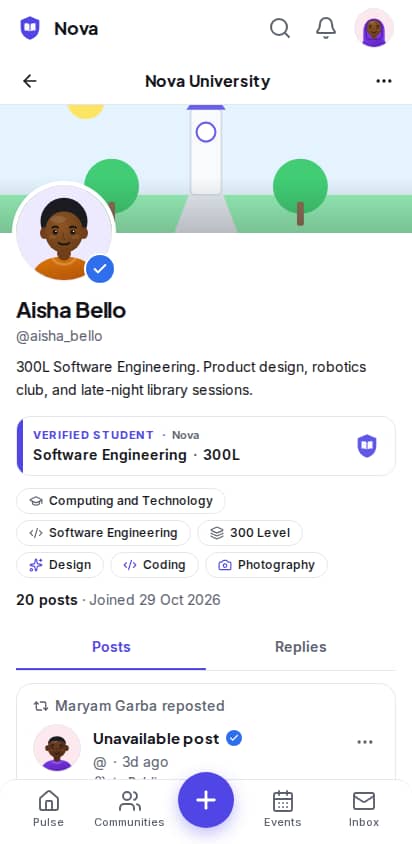 Nova
Nova University
Aisha Bello
@aisha_bello
300L Software Engineering. Product design, robotics
club, and late-night library sessions.
VERIFIED STUDENT · Nova
Software Engineering · 300L
Computing and Technology
Software Engineering
300 Level
Design
Coding
Photography
20 posts · Joined 29 Oct 2026
Posts
Replies
Maryam Garba reposted
Unavailable post
@ · 3d ago
Pulse
Communities
Events
Inbox